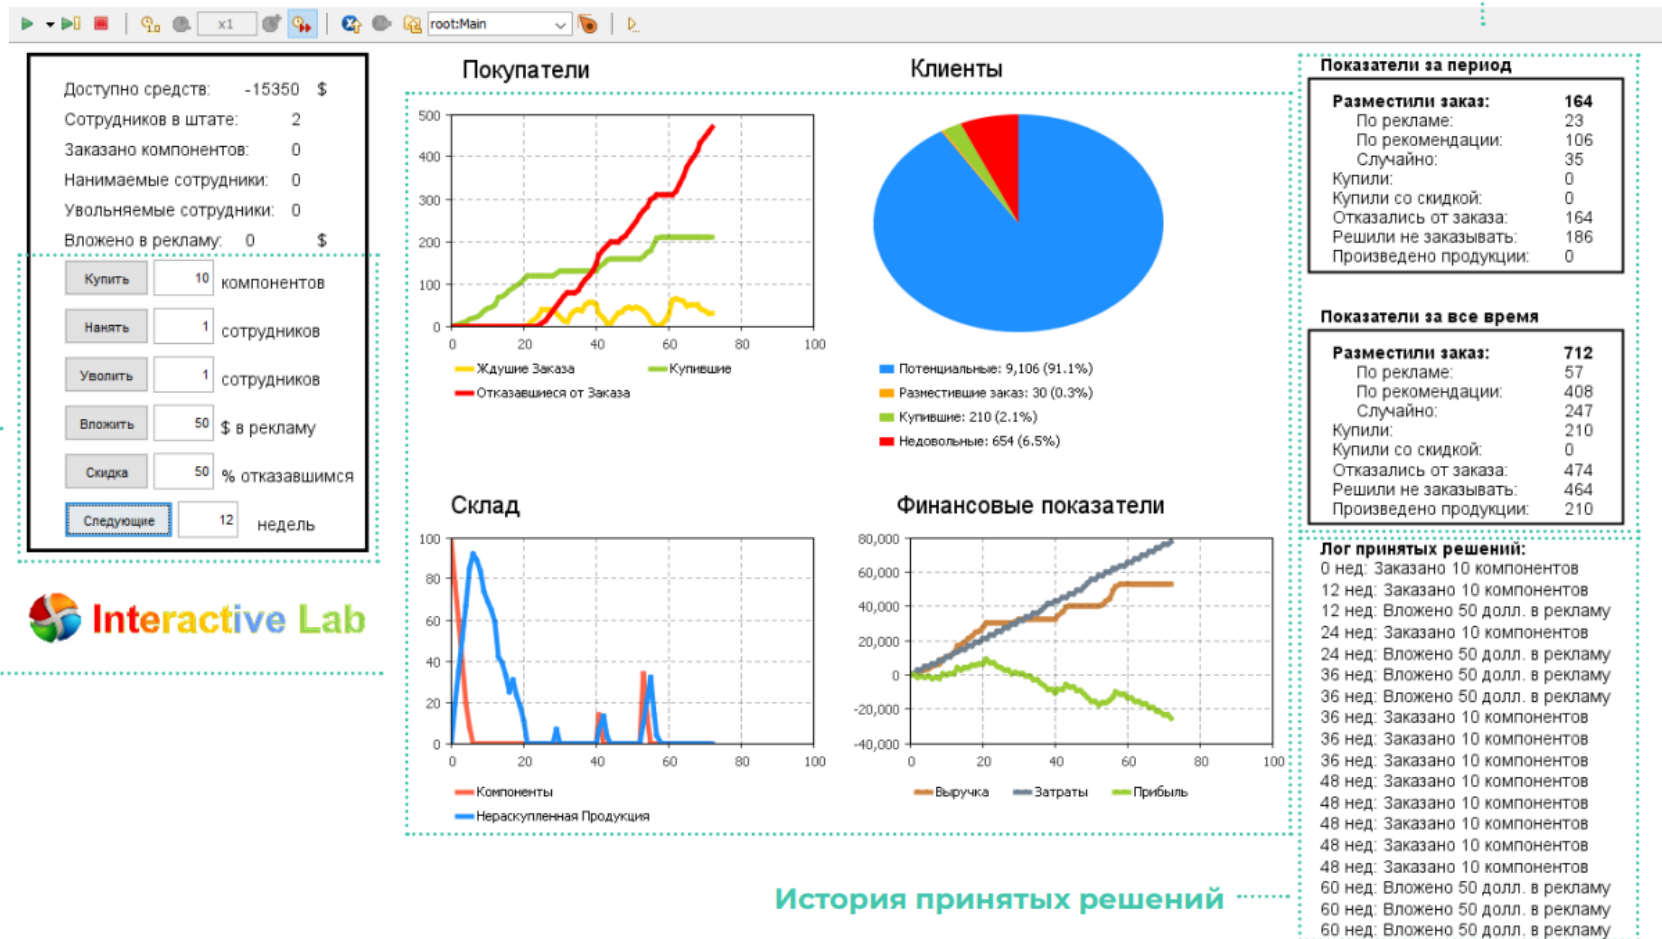 x1
root:Main
Доступно средств: -15350 $
Сотрудников в штате: 2
Заказано компонентов: 0
Нанимаемые сотрудники: 0
Увольняемые сотрудники: 0
Вложено в рекламу: 0 $
Купить 10 компонентов
Нанять 1 сотрудников
Уволить 1 сотрудников
Вложить 50 $ в рекламу
Скидка 50 % отказавшимся
Следующие 12 недель
Interactive Lab
Покупатели
500
400
300
200
100
0
0 20 40 60 80 100
Ждущие Заказа Купившие
Отказавшиеся от Заказа
Клиенты
Потенциальные: 9,106 (91.1%)
Разместившие заказ: 30 (0.3%)
Купившие: 210 (2.1%)
Недовольные: 654 (6.5%)
Склад
100
80
60
40
20
0
0 20 40 60 80 100
Компоненты
Нераскупленная Продукция
Финансовые показатели
80,000
60,000
40,000
20,000
0
-20,000
-40,000
0 20 40 60 80 100
Выручка Затраты Прибыль
Показатели за период
Разместили заказ: 164
По рекламе: 23
По рекомендации: 106
Случайно: 35
Купили: 0
Купили со скидкой: 0
Отказались от заказа: 164
Решили не заказывать: 186
Произведено продукции: 0
Показатели за все время
Разместили заказ: 712
По рекламе: 57
По рекомендации: 408
Случайно: 247
Купили: 210
Купили со скидкой: 0
Отказались от заказа: 474
Решили не заказывать: 464
Произведено продукции: 210
Лог принятых решений:
0 нед: Заказано 10 компонентов
12 нед: Заказано 10 компонентов
12 нед: Вложено 50 долл. в рекламу
24 нед: Заказано 10 компонентов
24 нед: Вложено 50 долл. в рекламу
36 нед: Вложено 50 долл. в рекламу
36 нед: Вложено 50 долл. в рекламу
36 нед: Заказано 10 компонентов
36 нед: Заказано 10 компонентов
36 нед: Заказано 10 компонентов
48 нед: Заказано 10 компонентов
48 нед: Заказано 10 компонентов
48 нед: Заказано 10 компонентов
48 нед: Заказано 10 компонентов
48 нед: Заказано 10 компонентов
60 нед: Вложено 50 долл. в рекламу
60 нед: Вложено 50 долл. в рекламу
60 нед: Вложено 50 долл. в рекламу
История принятых решений